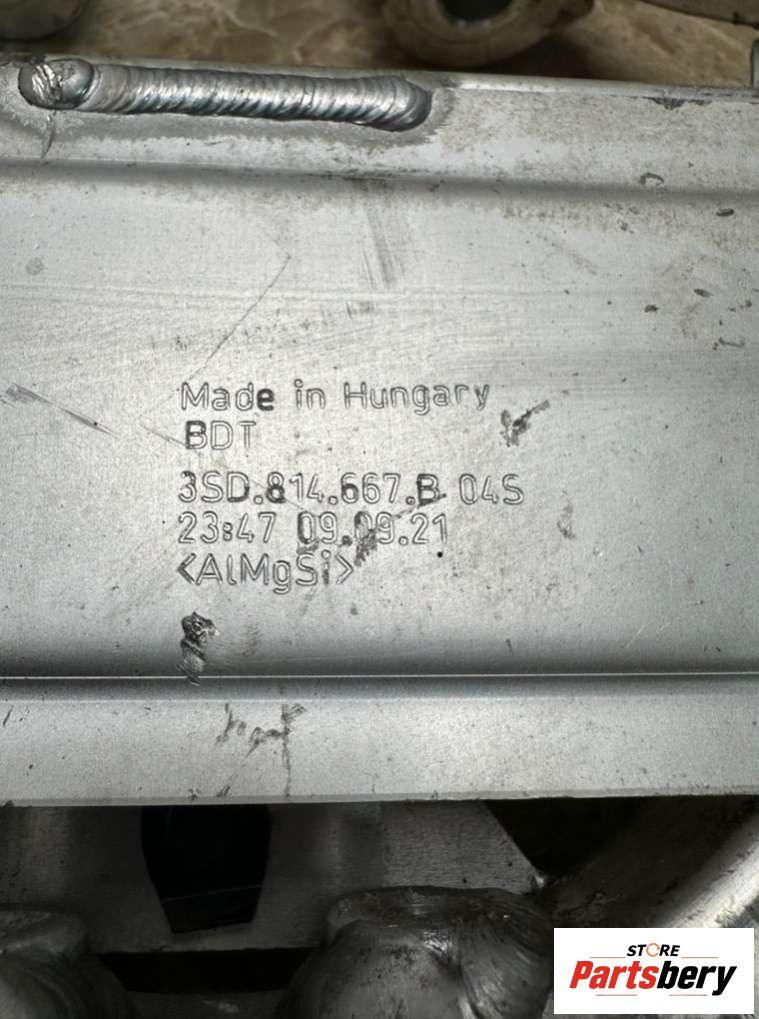 Made in Hungary
BDT
3SD.814.667.B 04S
23:47 09.09.21
<AlMgSi>
STORE
Partsbery